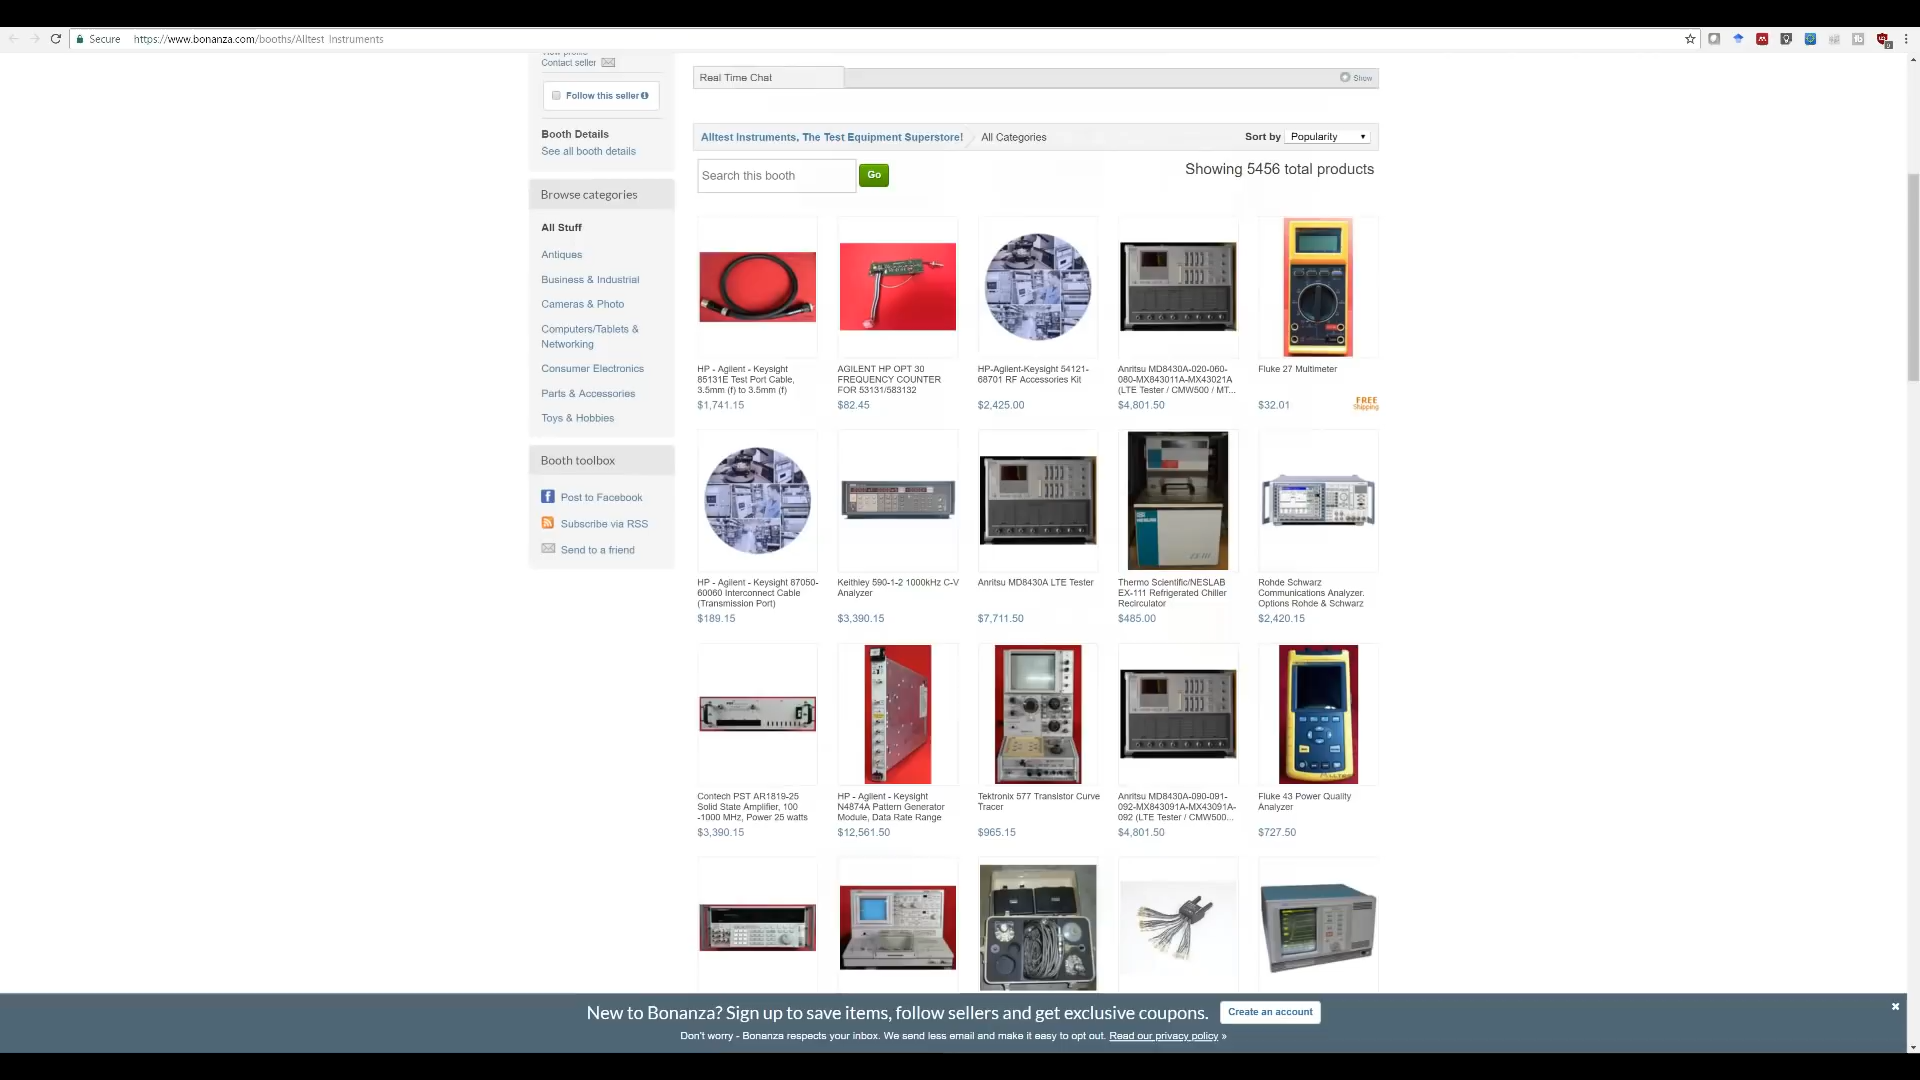 Secure https://www.bonanza.com/booths/Alltest Instruments
Contact seller
Follow this seller
Booth Details
See all booth details
Browse categories
All Stuff
Antiques
Business & Industrial
Cameras & Photo
Computers/Tablets &
Networking
Consumer Electronics
Parts & Accessories
Toys & Hobbies
Booth toolbox
Post to Facebook
Subscribe via RSS
Send to a friend
Real Time Chat
Show
Alltest Instruments, The Test Equipment Superstore!
All Categories
Sort by Popularity
Search this booth
Go
Showing 5456 total products
HP - Agilent - Keysight
85131E Test Port Cable,
3.5mm (f) to 3.5mm (f)
$1,741.15
AGILENT HP OPT 30
FREQUENCY COUNTER
FOR 53131/583132
$82.45
HP-Agilent-Keysight 54121-
68701 RF Accessories Kit
$2,425.00
Anritsu MD8430A-020-060-
080-MX843011A-MX43021A
(LTE Tester / CMW500 / MT...
$4,801.50
Fluke 27 Multimeter
$32.01
FREE
Shipping
HP - Agilent - Keysight 87050-
60060 Interconnect Cable
(Transmission Port)
$189.15
Keithley 590-1-2 1000kHz C-V
Analyzer
$3,390.15
Anritsu MD8430A LTE Tester
$7,711.50
Thermo Scientific/NESLAB
EX-111 Refrigerated Chiller
Recirculator
$485.00
Rohde Schwarz
Communications Analyzer.
Options Rohde & Schwarz
$2,420.15
Contech PST AR1819-25
Solid State Amplifier, 100
-1000 MHz, Power 25 watts
$3,390.15
HP - Agilent - Keysight
N4874A Pattern Generator
Module, Data Rate Range
$12,561.50
Tektronix 577 Transistor Curve
Tracer
$965.15
Anritsu MD8430A-090-091-
092-MX843091A-MX43091A-
092 (LTE Tester / CMW500...
$4,801.50
Fluke 43 Power Quality
Analyzer
$727.50
New to Bonanza? Sign up to save items, follow sellers and get exclusive coupons.
Create an account
Don't worry - Bonanza respects your inbox. We send less email and make it easy to opt out. Read our privacy policy »